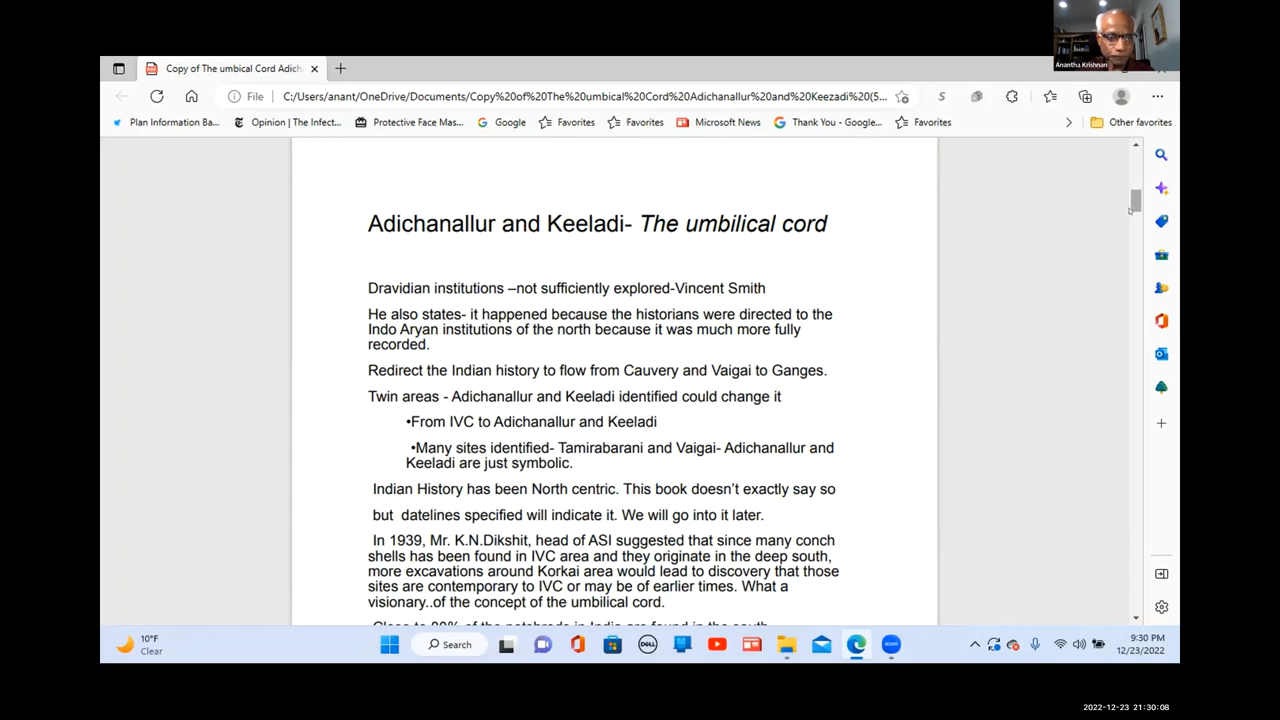 Anantha Krishnan
Copy of The umbical Cord Adich
File
C:/Users/anant/OneDrive/Documents/Copy%20of%20The%20umbical%20Cord%20Adichanallur%20and%20Keezadi%20(5...
Plan Information Ba...
Opinion | The Infect...
Protective Face Mas...
Google
Favorites
Favorites
Microsoft News
Thank You - Google...
Favorites
Other favorites
Adichanallur and Keeladi- The umbilical cord
Dravidian institutions –not sufficiently explored-Vincent Smith
He also states- it happened because the historians were directed to the
Indo Aryan institutions of the north because it was much more fully
recorded.
Redirect the Indian history to flow from Cauvery and Vaigai to Ganges.
Twin areas - Adichanallur and Keeladi identified could change it
•From IVC to Adichanallur and Keeladi
•Many sites identified- Tamirabarani and Vaigai- Adichanallur and
Keeladi are just symbolic.
Indian History has been North centric. This book doesn't exactly say so
but datelines specified will indicate it. We will go into it later.
In 1939, Mr. K.N.Dikshit, head of ASI suggested that since many conch
shells has been found in IVC area and they originate in the deep south,
more excavations around Korkai area would lead to discovery that those
sites are contemporary to IVC or may be of earlier times. What a
visionary..of the concept of the umbilical cord.
10°F
Clear
Search
DELL
zoom
9:30 PM
12/23/2022
2022-12-23 21:30:08